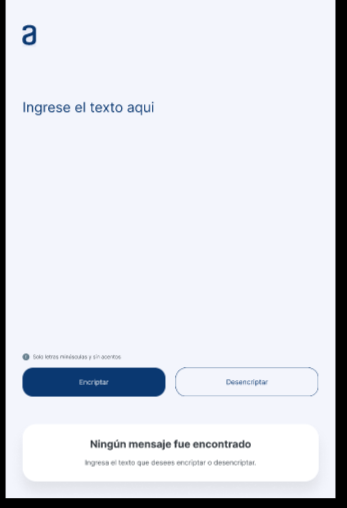 a
Ingrese el texto aqui
Solo letras minúsculas y sin acentos
Encriptar
Desencriptar
Ningún mensaje fue encontrado
Ingresa el texto que desees encriptar o desencriptar.